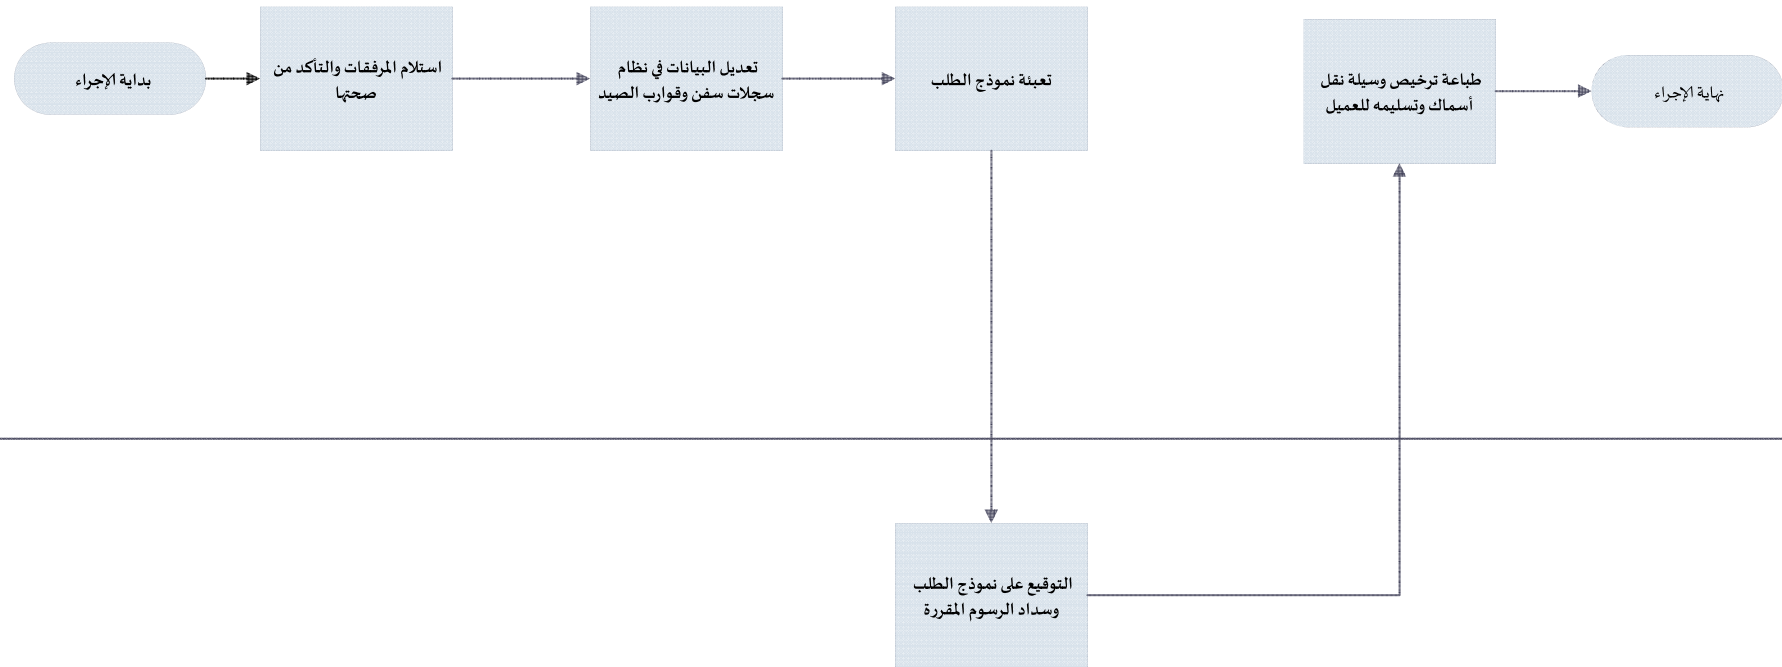 بداية الإجراء
استلام المرفقات والتأكد من
صحتها
تعديل البيانات في نظام
سجلات سفن وقوارب الصيد
تعبئة نموذج الطلب
التوقيع على نموذج الطلب
وسداد الرسوم المقررة
طباعة ترخيص وسيلة نقل
أسماك وتسليمه للعميل
نهاية الإجراء